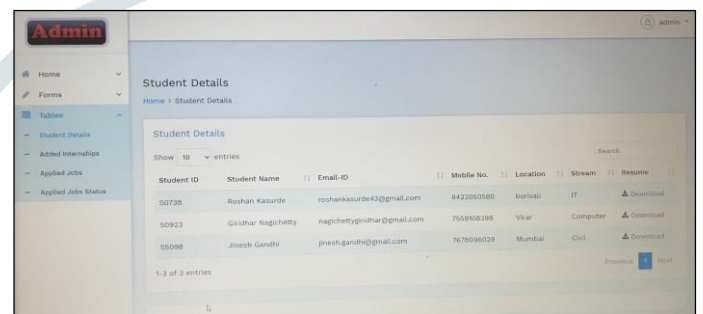 Admin
admin
Home
Forms
Tables
Student Details
Added Internships
Applied Jobs
Applied Jobs Status
Student Details
Home > Student Details
Student Details
Show 10 entries
Search
Student ID Student Name Email-ID Mobile No. Location Stream Resume
S0738 Roshan Kasurde roshankasurde43@gmail.com 8422050580 borivali IT Download
S0923 Giridhar Nagichetty nagichettygiridhar@gmail.com 7559108398 Virar Computer Download
S5098 Jinesh Gandhi jinesh.gandhi@gmail.com 7678096028 Mumbai Civil Download
1-3 of 3 entries
Previous 1 Next